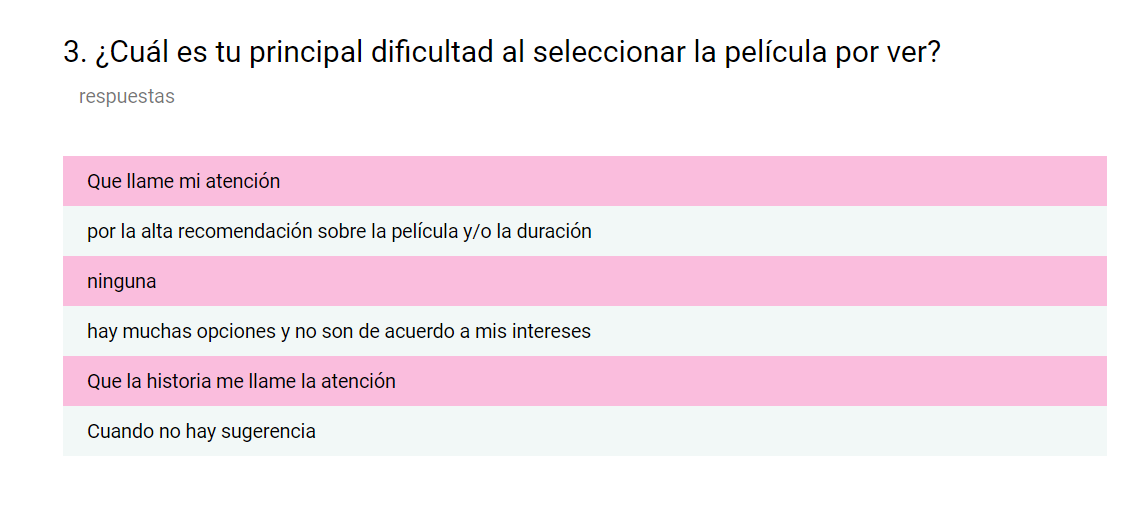 3. ¿Cuál es tu principal dificultad al seleccionar la película por ver?
respuestas
Que llame mi atención
por la alta recomendación sobre la película y/o la duración
ninguna
hay muchas opciones y no son de acuerdo a mis intereses
Que la historia me llame la atención
Cuando no hay sugerencia